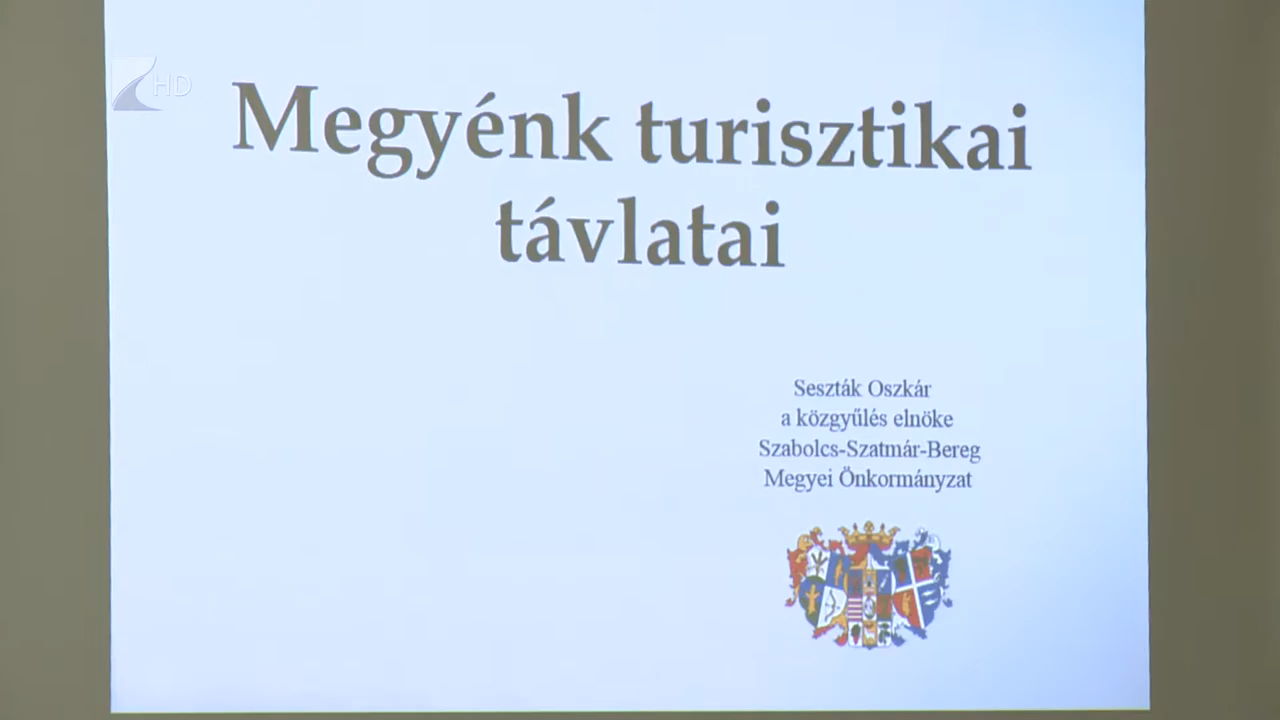 HD
Megyénk turisztikai
távlatai
Seszták Oszkár
a közgyűlés elnöke
Szabolcs-Szatmár-Bereg
Megyei Önkormányzat